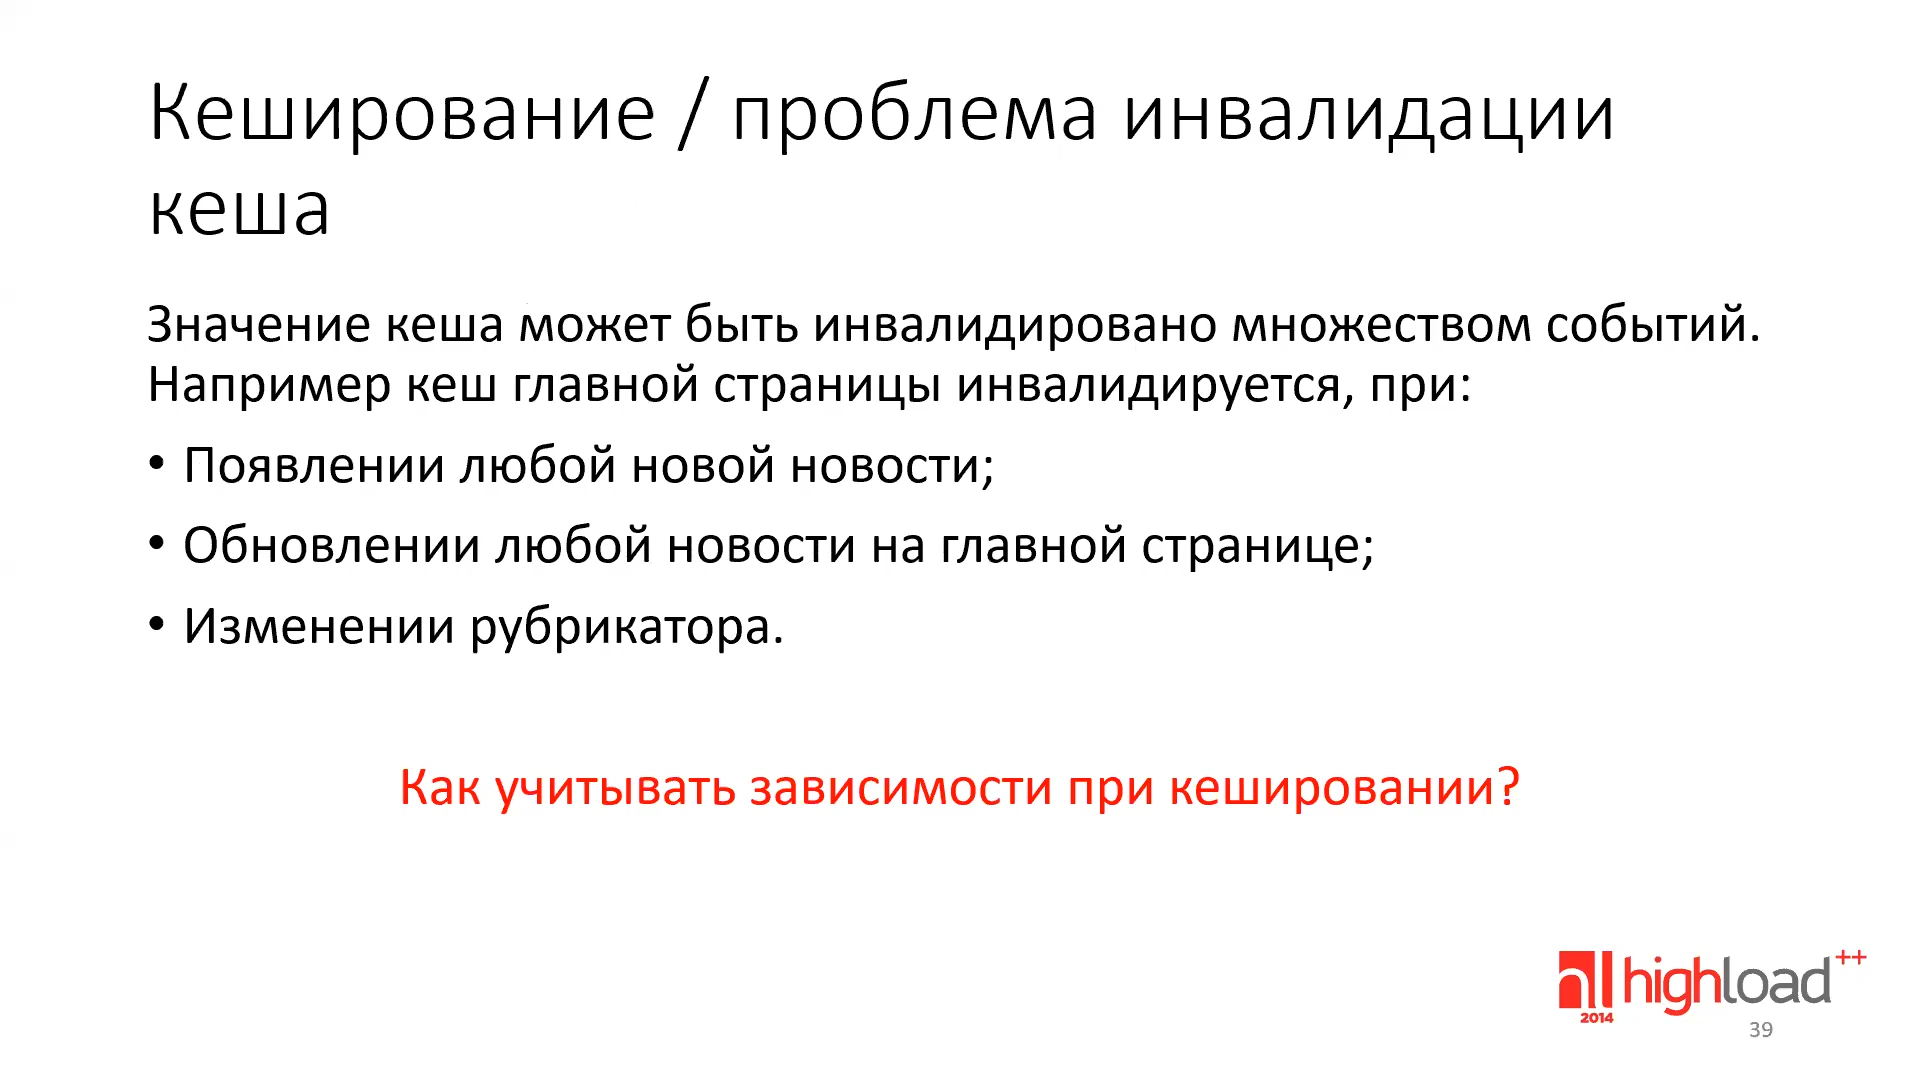 Кеширование / проблема инвалидации
кеша
Значение кеша может быть инвалидировано множеством событий.
Например кеш главной страницы инвалидируется, при:
• Появлении любой новой новости;
• Обновлении любой новости на главной странице;
• Изменении рубрикатора.
Как учитывать зависимости при кешировании?
highload++
2014
39